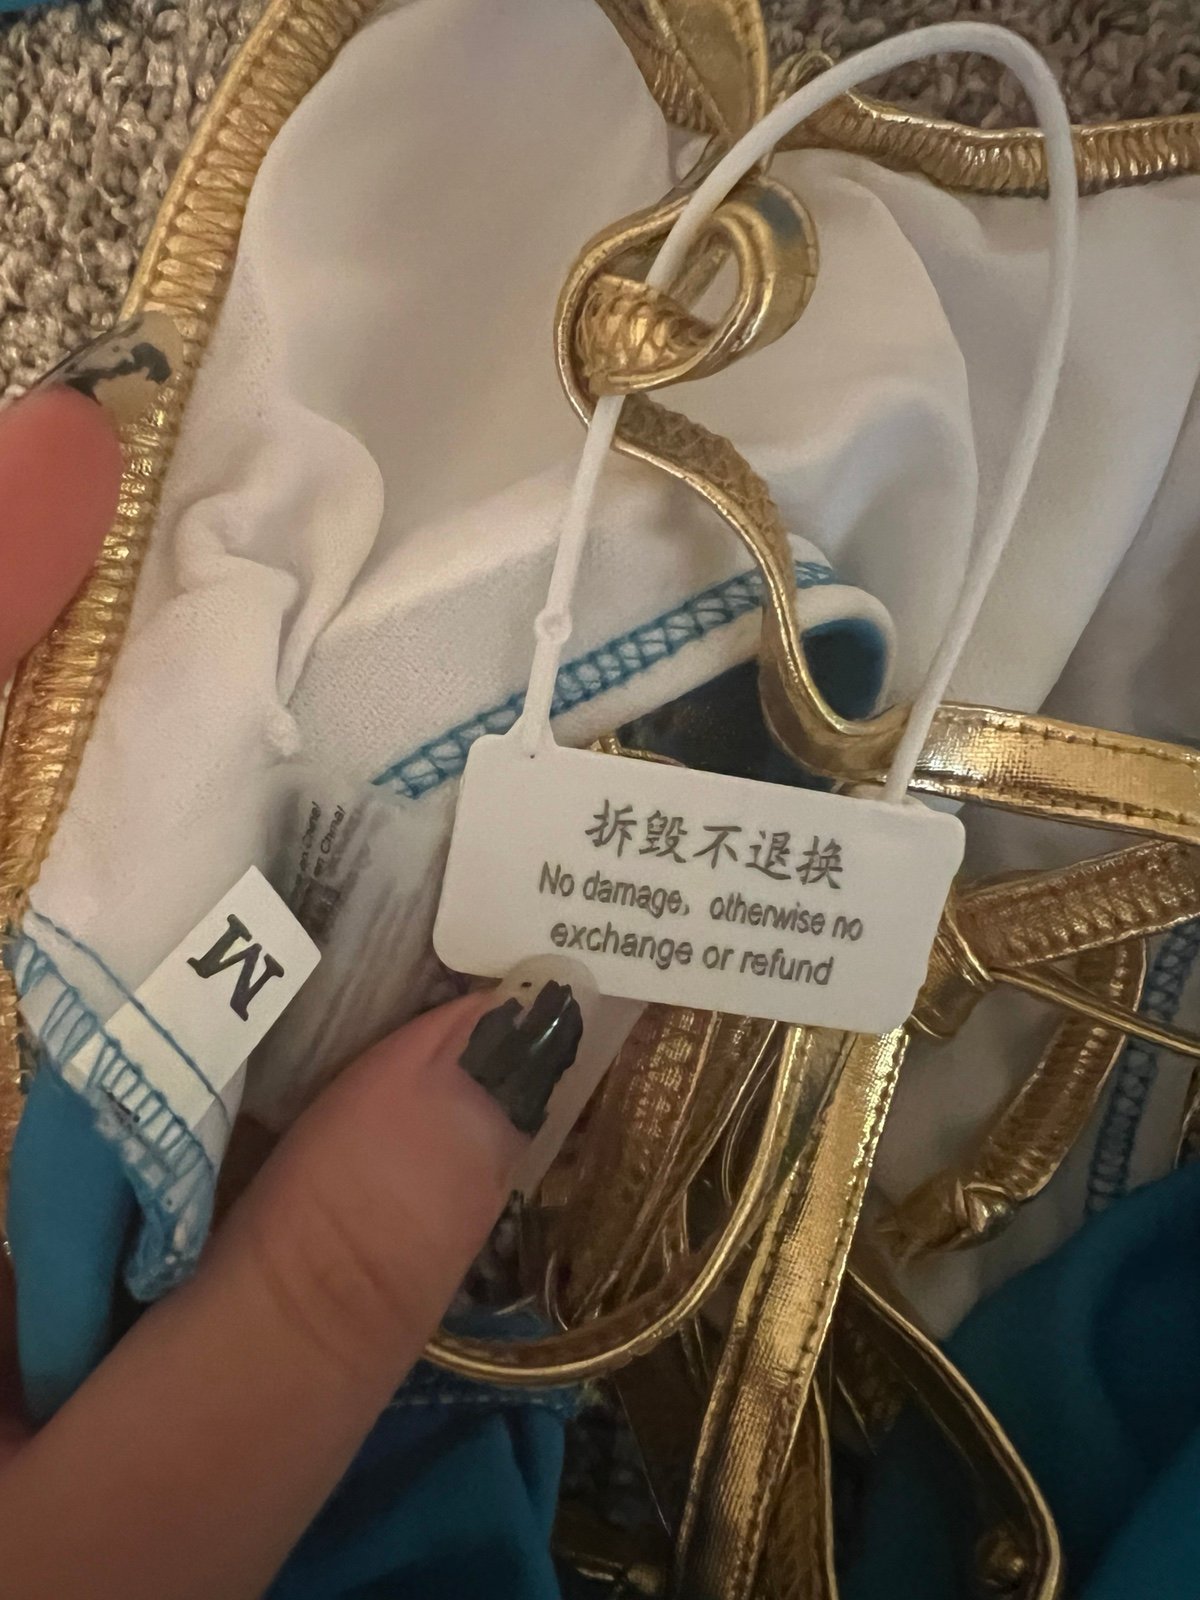 拆毁不退换
No damage, otherwise no
exchange or refund
M